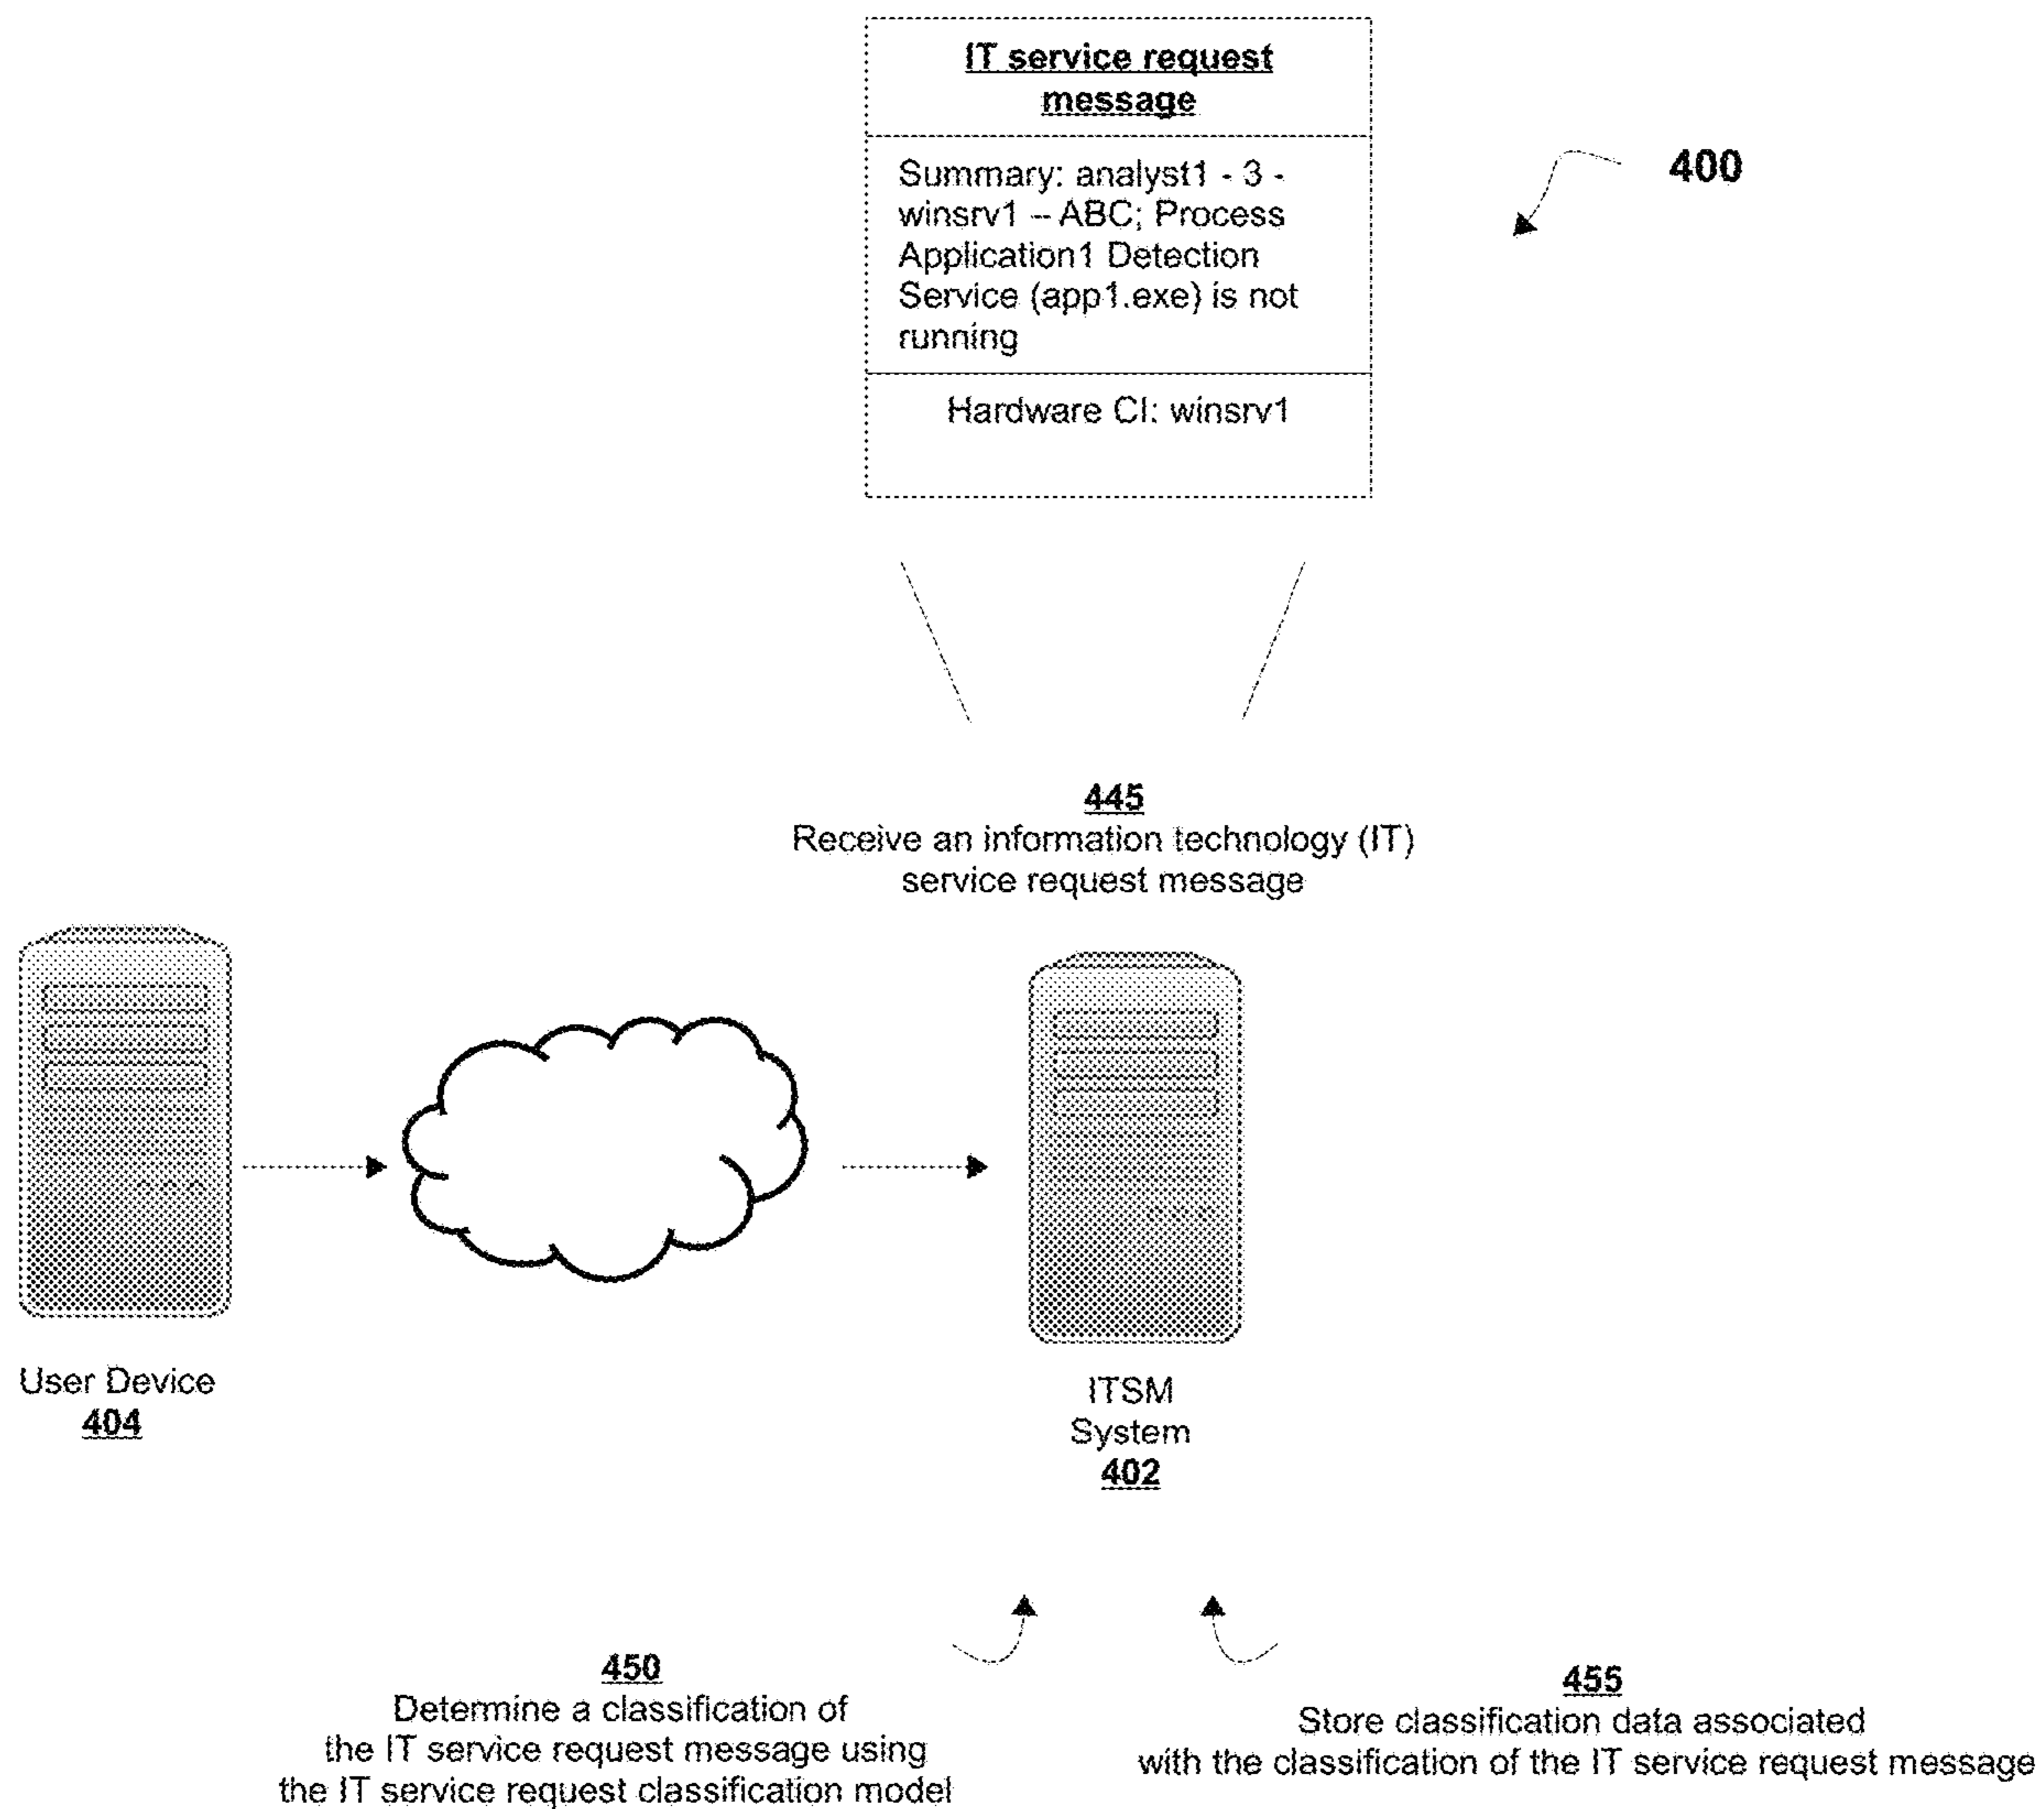 IT service request
message
400
Summary: analyst1 - 3 -
winsrv1 – ABC; Process
Application1 Detection
Service (app1.exe) is not
running
Hardware CI: winsrv1
445
Receive an information technology (IT)
service request message
User Device
404
ITSM
System
402
450
Determine a classification of
the IT service request message using
the IT service request classification model
455
Store classification data associated
with the classification of the IT service request message